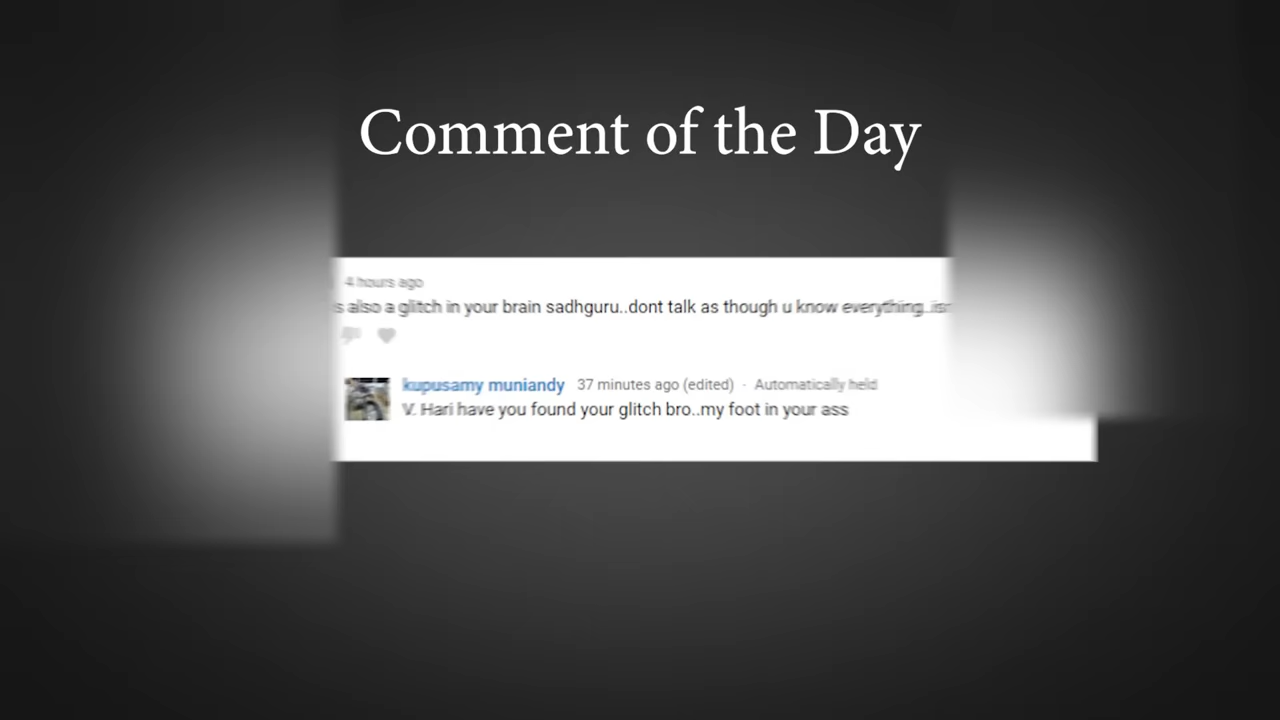 Comment of the Day
4 hours ago
also a glitch in your brain sadhguru..dont talk as though u know everything..
kupusamy muniandy 37 minutes ago (edited) · Automatically held
V. Hari have you found your glitch bro..my foot in your ass